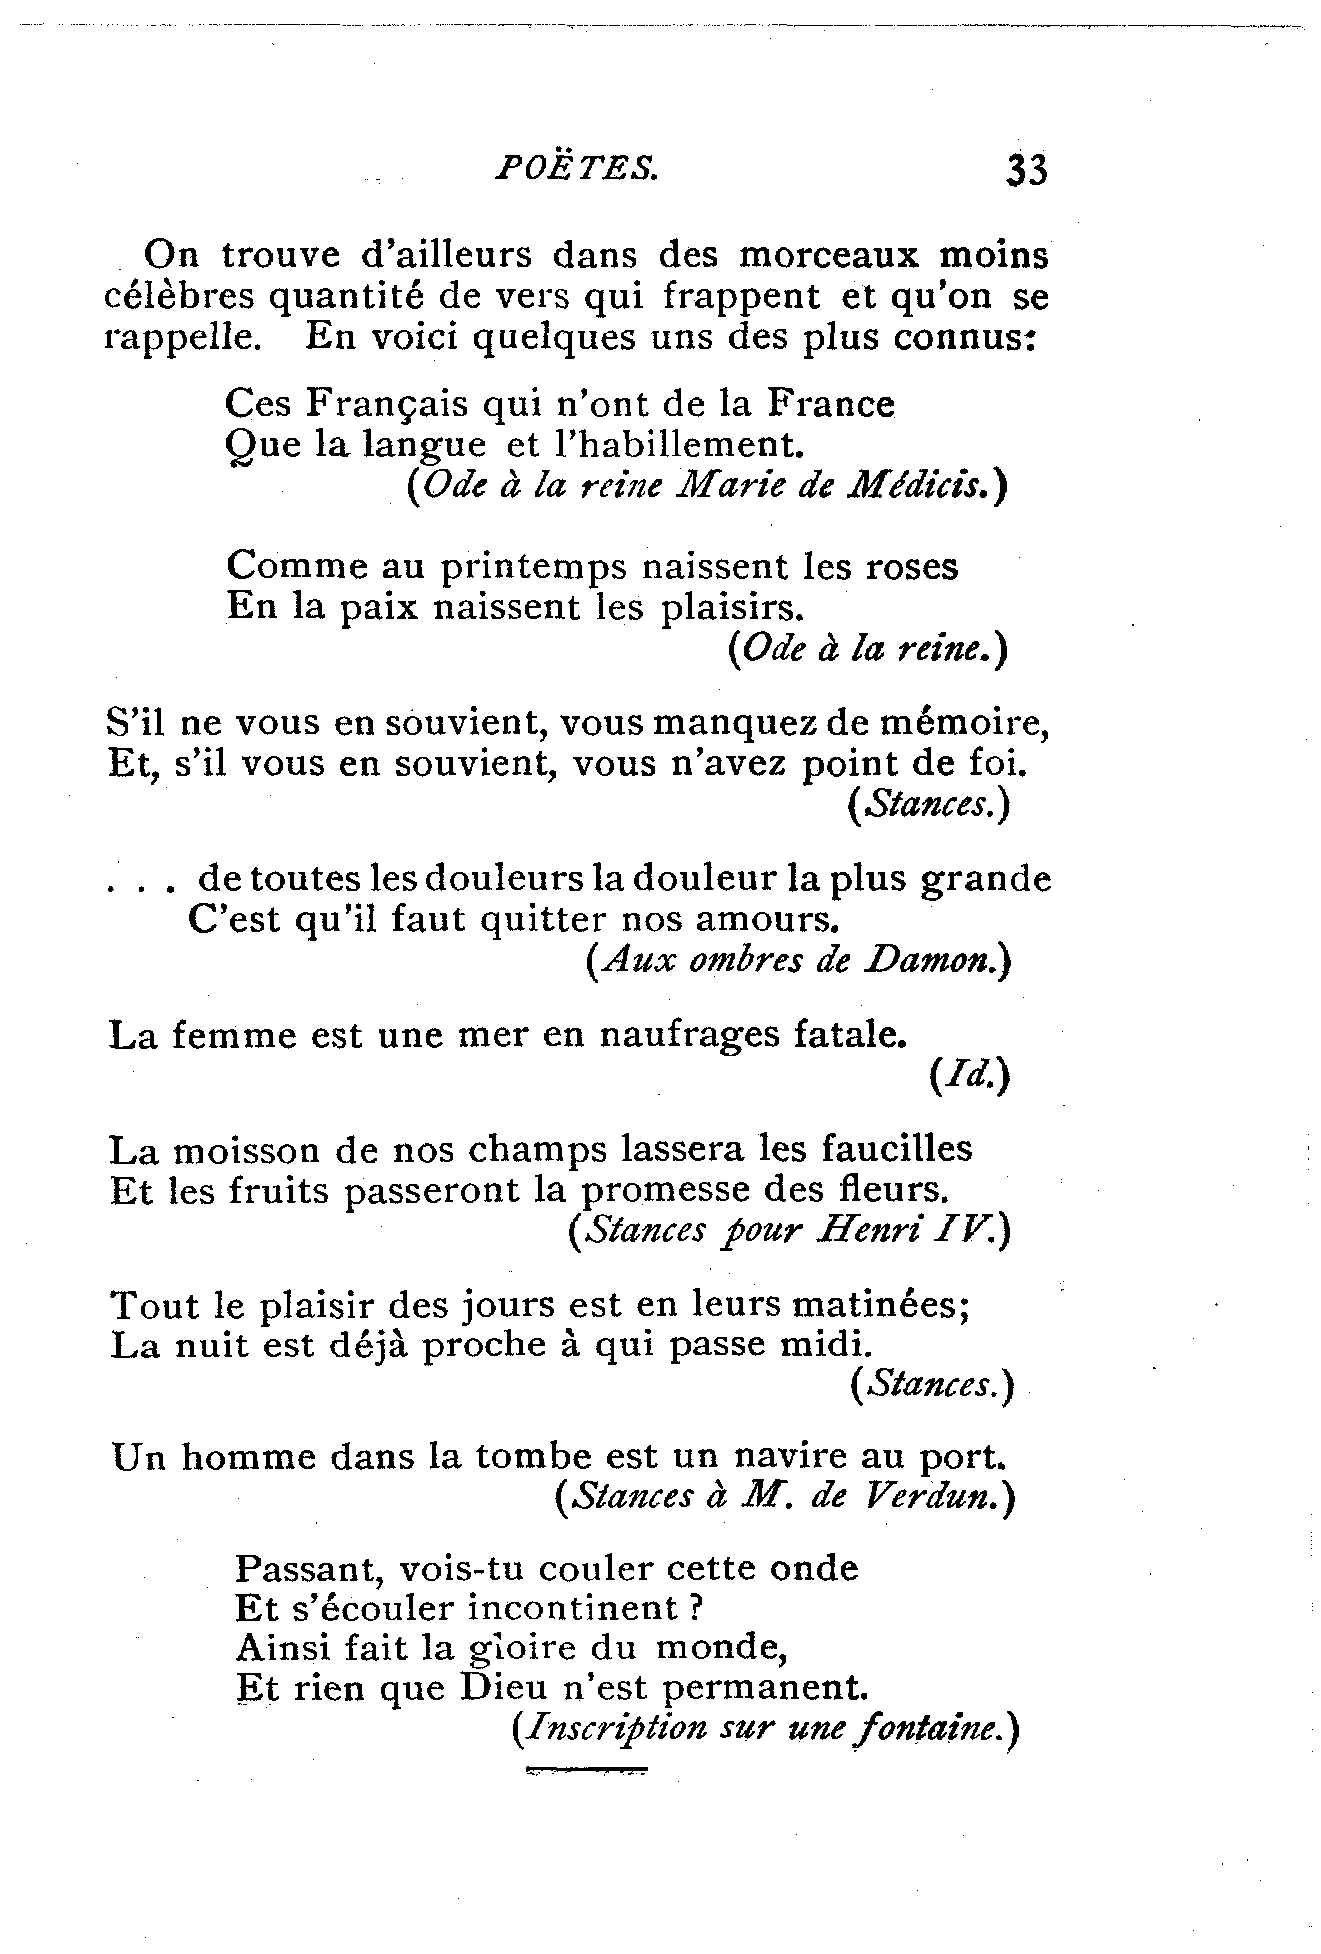 POËTES. 33
On trouve d'ailleurs dans des morceaux moins
célèbres quantité de vers qui frappent et qu'on se
rappelle. En voici quelques uns des plus connus:
Ces Français qui n'ont de la France
Que la langue et l'habillement.
(Ode à la reine Marie de Médicis.)
Comme au printemps naissent les roses
En la paix naissent les plaisirs.
(Ode à la reine.)
S'il ne vous en souvient, vous manquez de mémoire,
Et, s'il vous en souvient, vous n'avez point de foi.
(Stances.)
. . . de toutes les douleurs la douleur la plus grande
C'est qu'il faut quitter nos amours.
(Aux ombres de Damon.)
La femme est une mer en naufrages fatale.
(Id.)
La moisson de nos champs lassera les faucilles
Et les fruits passeront la promesse des fleurs.
(Stances pour Henri IV.)
Tout le plaisir des jours est en leurs matinées;
La nuit est déjà proche à qui passe midi.
(Stances.)
Un homme dans la tombe est un navire au port.
(Stances à M. de Verdun.)
Passant, vois-tu couler cette onde
Et s'écouler incontinent ?
Ainsi fait la gloire du monde,
Et rien que Dieu n'est permanent.
(Inscription sur une fontaine.)